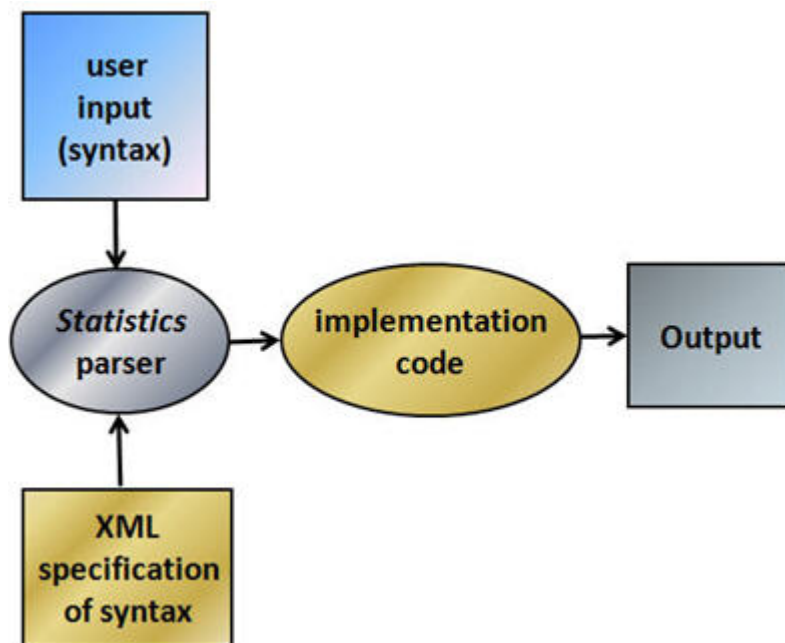 user
input
(syntax)
Statistics
parser
implementation
code
Output
XML
specification
of syntax